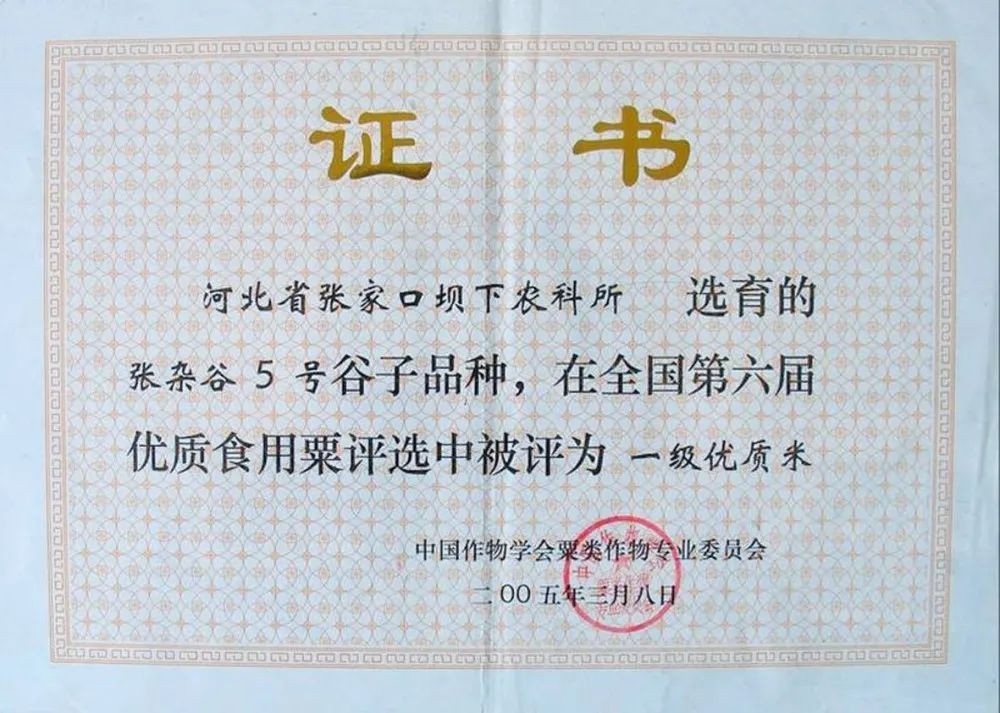 证 书
河北省张家口坝下农科所 选育的
张杂谷 5 号谷子品种，在全国第六届
优质食用粟评选中被评为 一级优质米
中国作物学会粟类作物专业委员会
二00五年三月八日